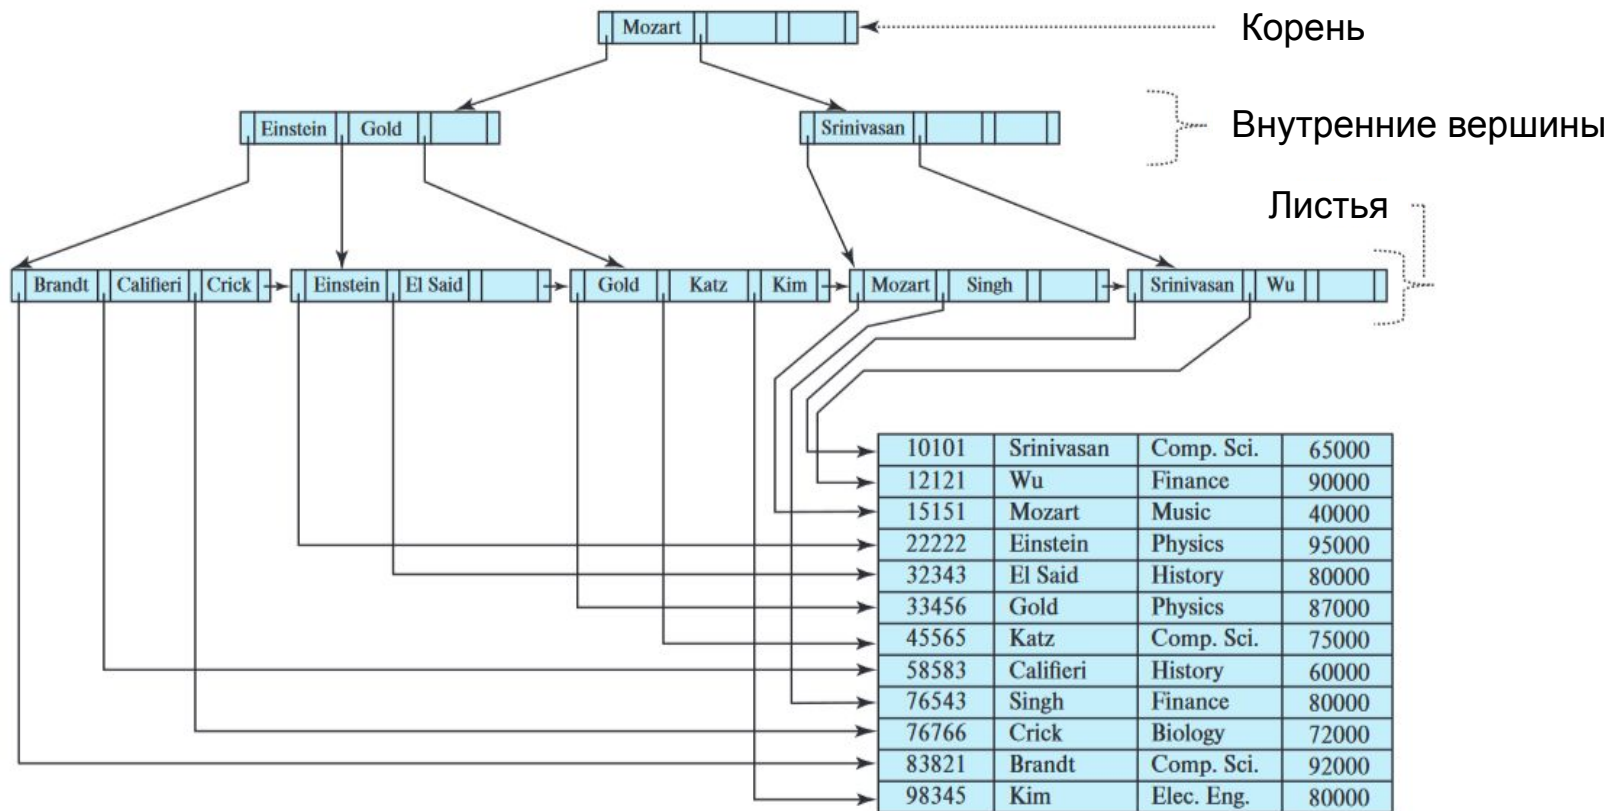 Mozart
Корень
Einstein Gold
Srinivasan
Внутренние вершины
Листья
Brandt Califieri Crick
Einstein El Said
Gold Katz Kim
Mozart Singh
Srinivasan Wu
10101 Srinivasan Comp. Sci. 65000
12121 Wu Finance 90000
15151 Mozart Music 40000
22222 Einstein Physics 95000
32343 El Said History 80000
33456 Gold Physics 87000
45565 Katz Comp. Sci. 75000
58583 Califieri History 60000
76543 Singh Finance 80000
76766 Crick Biology 72000
83821 Brandt Comp. Sci. 92000
98345 Kim Elec. Eng. 80000